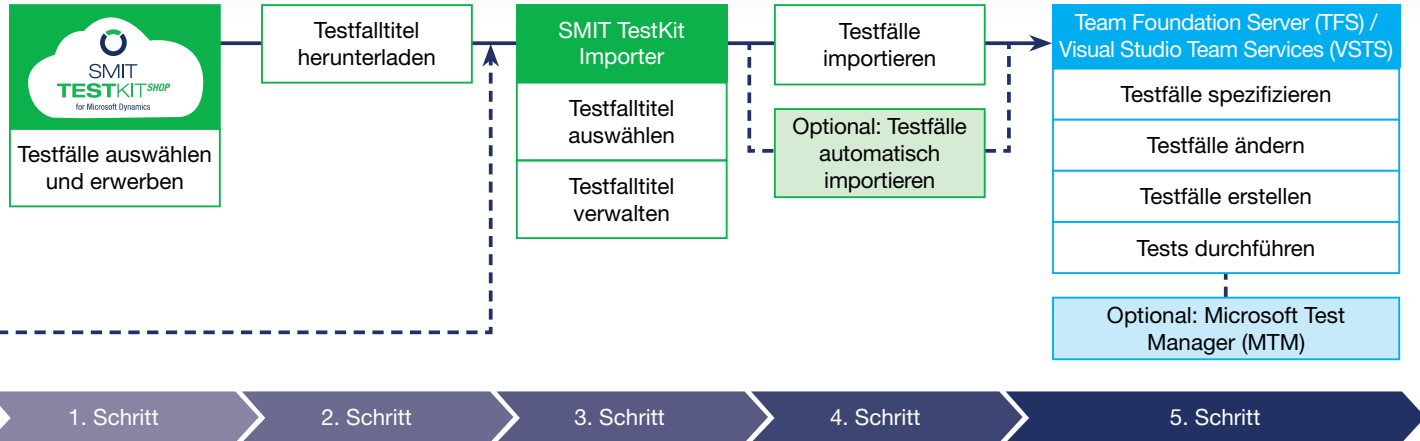 SMIT
TESTKIT SHOP
for Microsoft Dynamics
Testfälle auswählen
und erwerben
Testfalltitel
herunterladen
SMIT TestKit
Importer
Testfalltitel
auswählen
Testfalltitel
verwalten
Testfälle
importieren
Optional: Testfälle
automatisch
importieren
Team Foundation Server (TFS) /
Visual Studio Team Services (VSTS)
Testfälle spezifizieren
Testfälle ändern
Testfälle erstellen
Tests durchführen
Optional: Microsoft Test
Manager (MTM)
1. Schritt
2. Schritt
3. Schritt
4. Schritt
5. Schritt